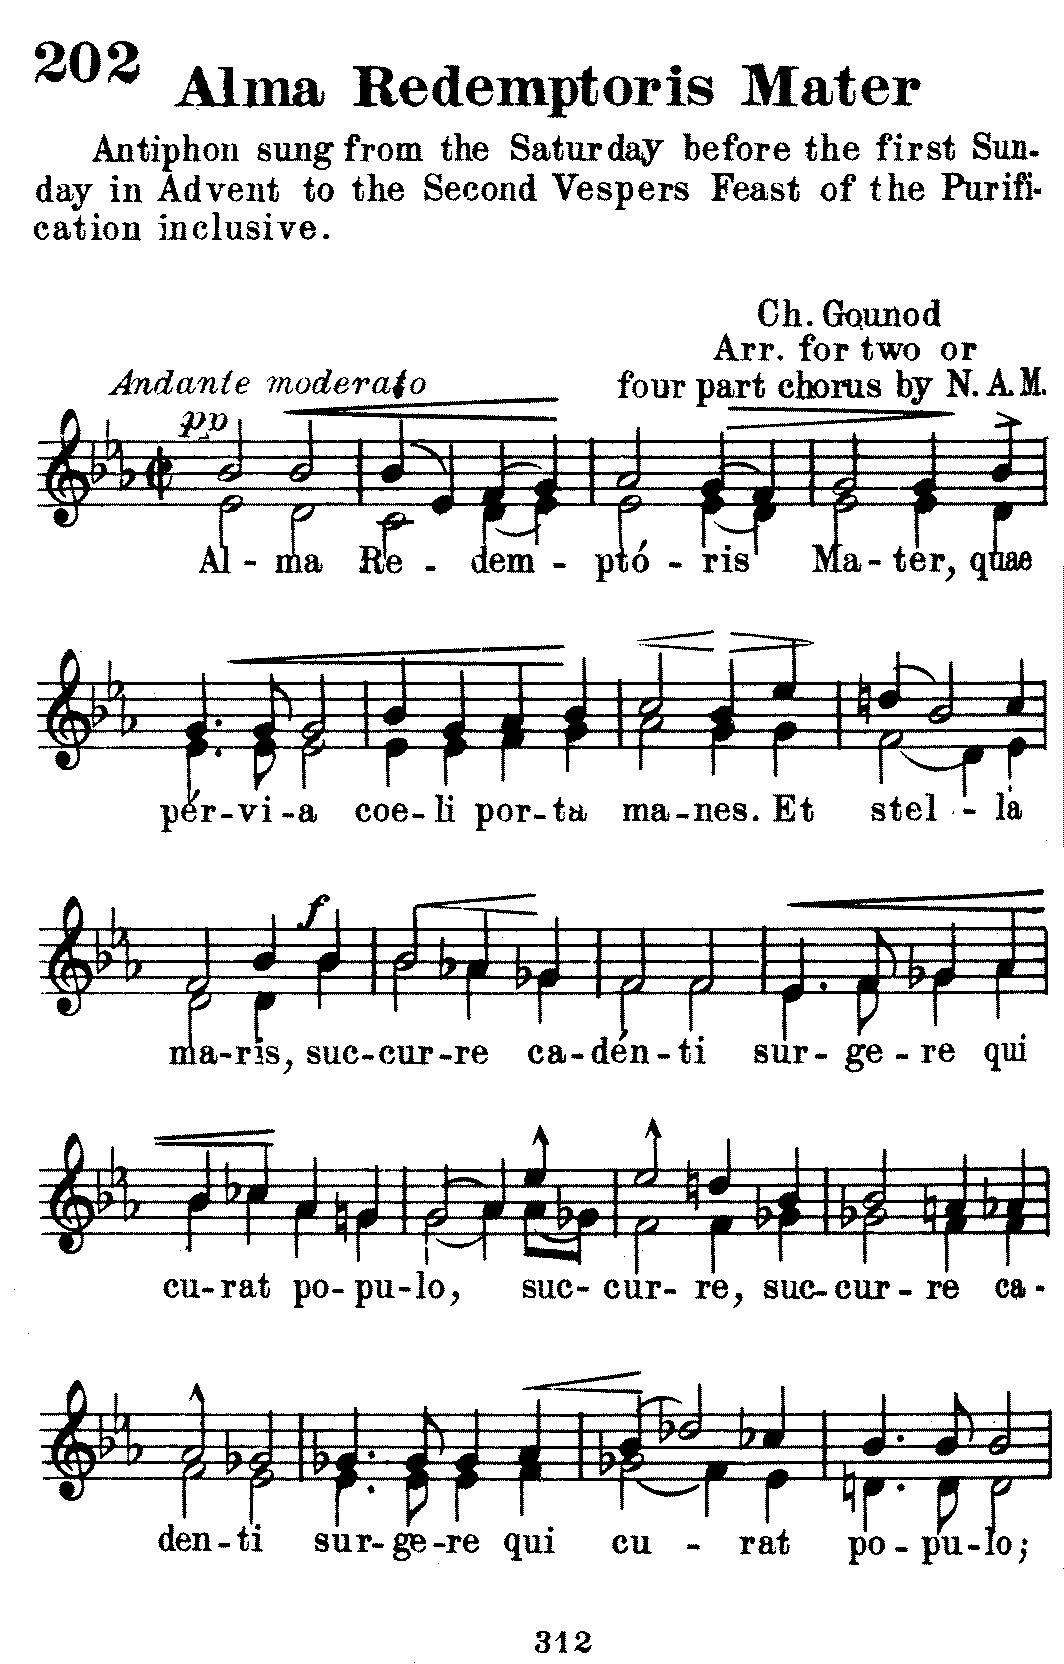 202
Alma Redemptoris Mater
Antiphon sung from the Saturday before the first Sun-
day in Advent to the Second Vespers Feast of the Purifi-
cation inclusive.
Ch. Gounod
Arr. for two or
four part chorus by N. A. M.
Andante moderato
pp
Al - ma Re - dem - ptó - ris Ma - ter, quae
pér - vi - a coe - li por - ta ma - nes. Et stel - la
f
ma - ris, suc - cur - re ca - dén - ti sur - ge - re qui
cu - rat po - pu - lo, suc - cur - re, suc - cur - re ca -
den - ti sur - ge - re qui cu - rat po - pu - lo;
312